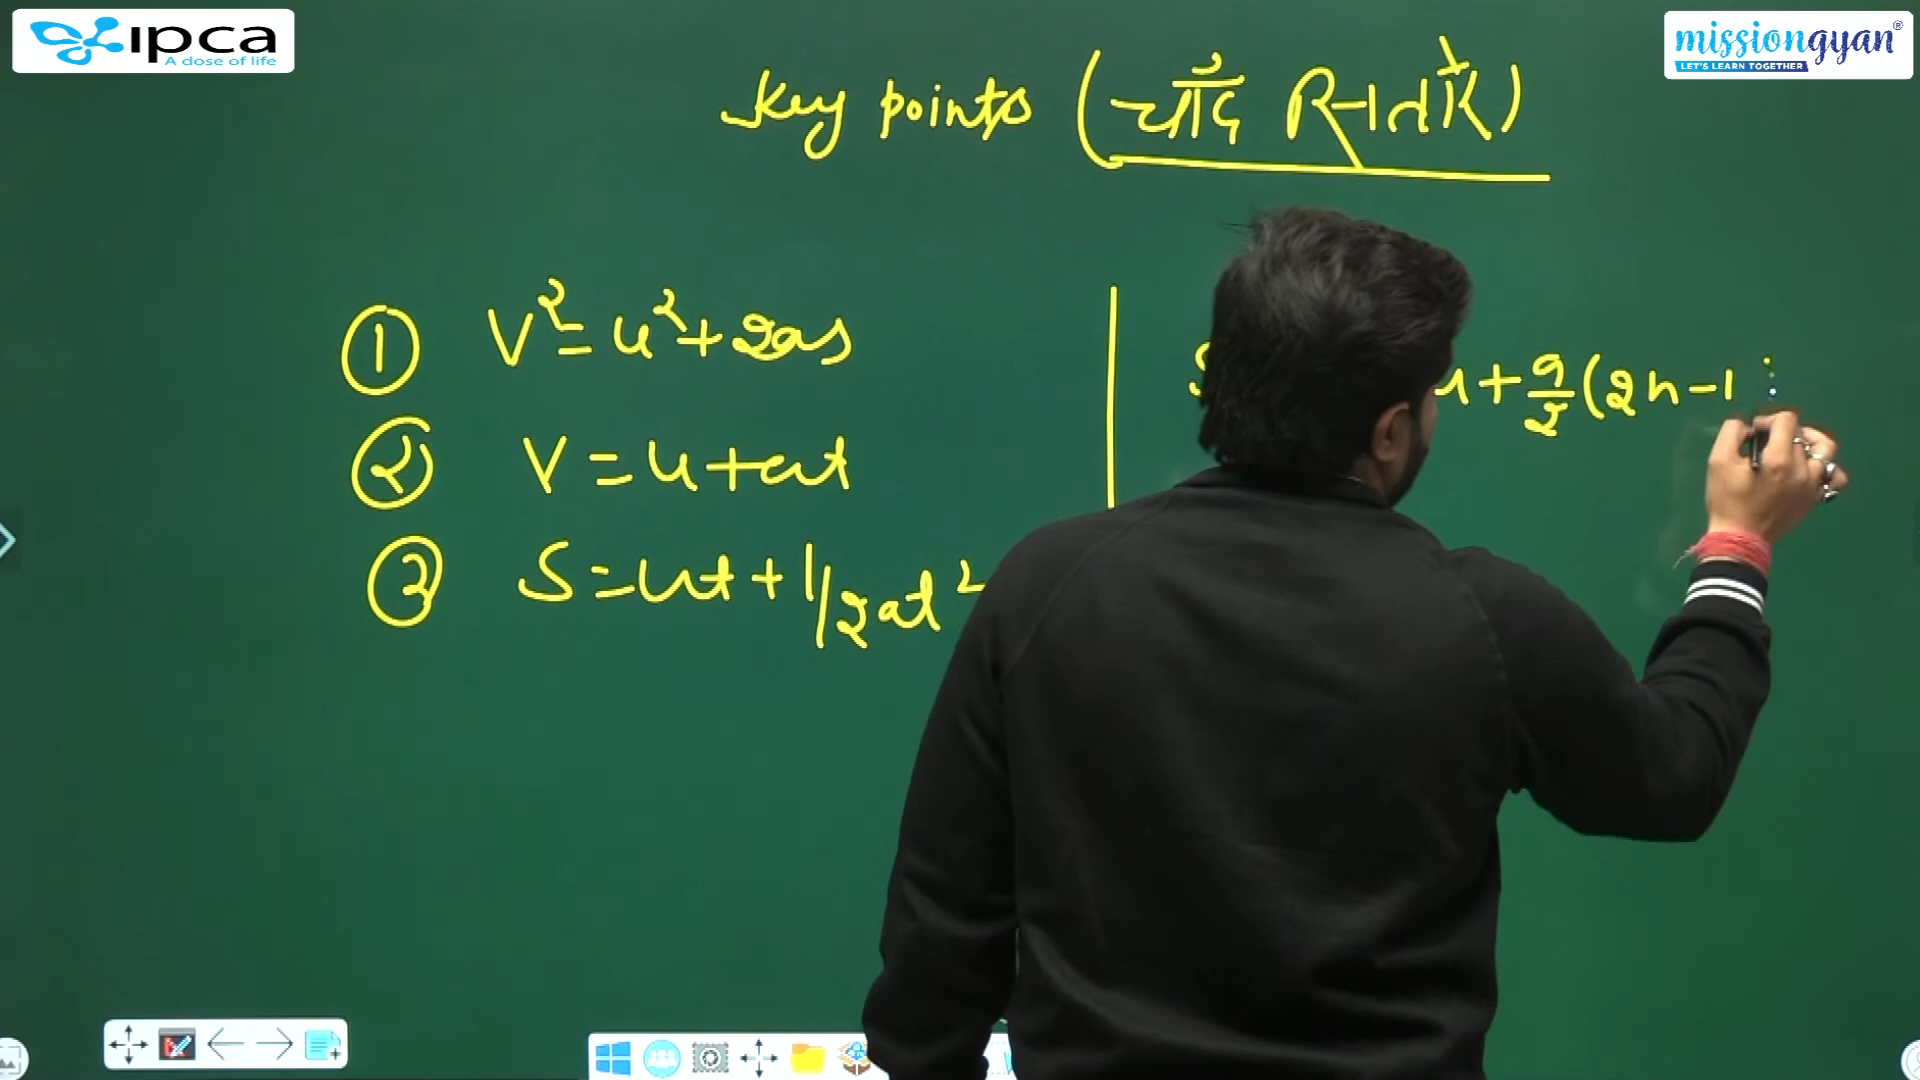 ipca
A dose of life
missiongyan®
LET'S LEARN TOGETHER
Key points (
① V² = u² + 2as
② V = u + at
③ S = ut + 1/2 at²
u + a/2 (2n - 1